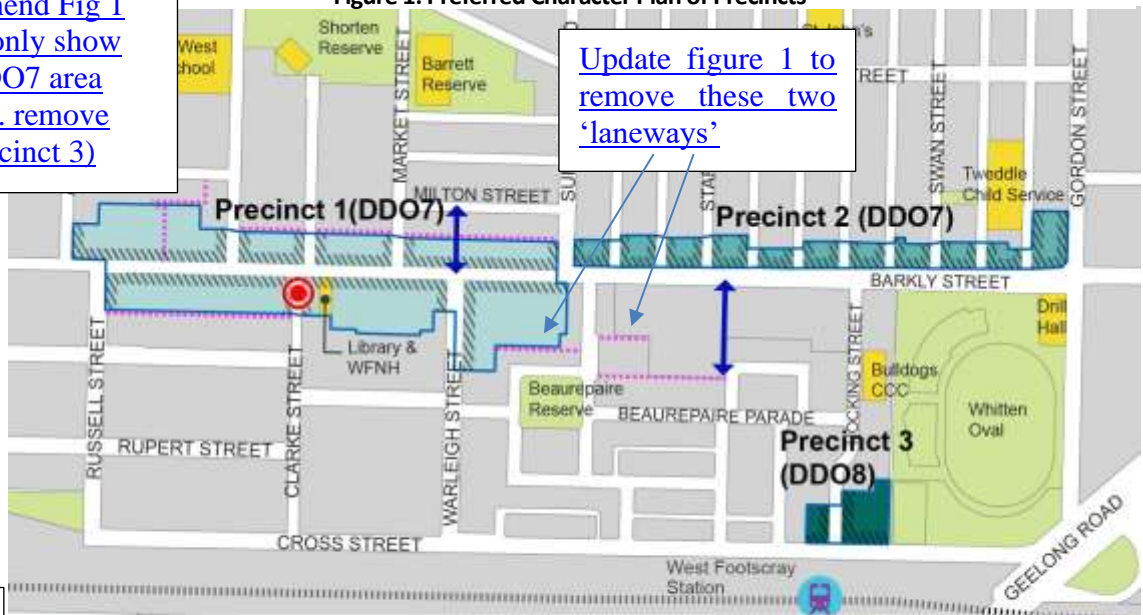 Figure 1: Preferred Character Plan of Precincts
end Fig 1
only show
DO7 area
. remove
cinct 3)
Update figure 1 to
remove these two
‘laneways’
West
Shorten
Reserve
MARKET STREET
Barrett
Reserve
SWAN STREET
GORDON STREET
Tweddle
Child Service
MILTON STREET
Precinct 1(DDO7)
Precinct 2 (DDO7)
BARKLY STREET
Drill
Hall
Library &
WFNH
RUSSELL STREET
CLARKE STREET
WARLEIGH STREET
Beaurepaire
Reserve
BEAUREPAIRE PARADE
Bulldogs
CCC
Whitten
Oval
RUPERT STREET
Precinct 3
(DDO8)
CROSS STREET
GEELONG ROAD
West Footscray
Station